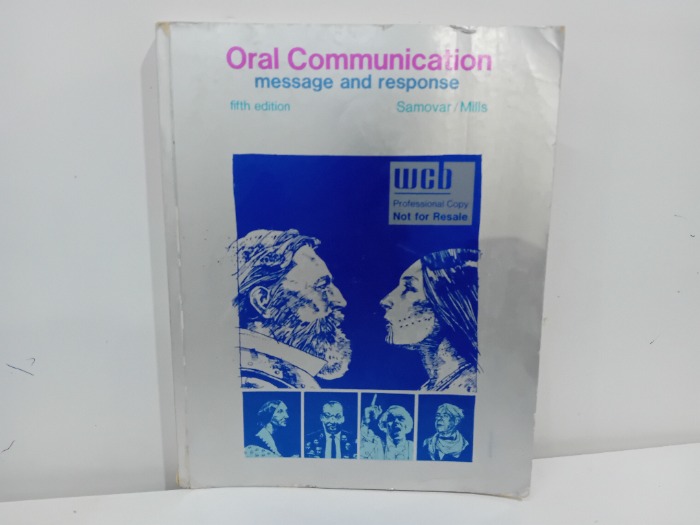 Oral Communication
message and response
fifth edition
Samovar/Mills
wcb
Professional Copy
Not for Resale